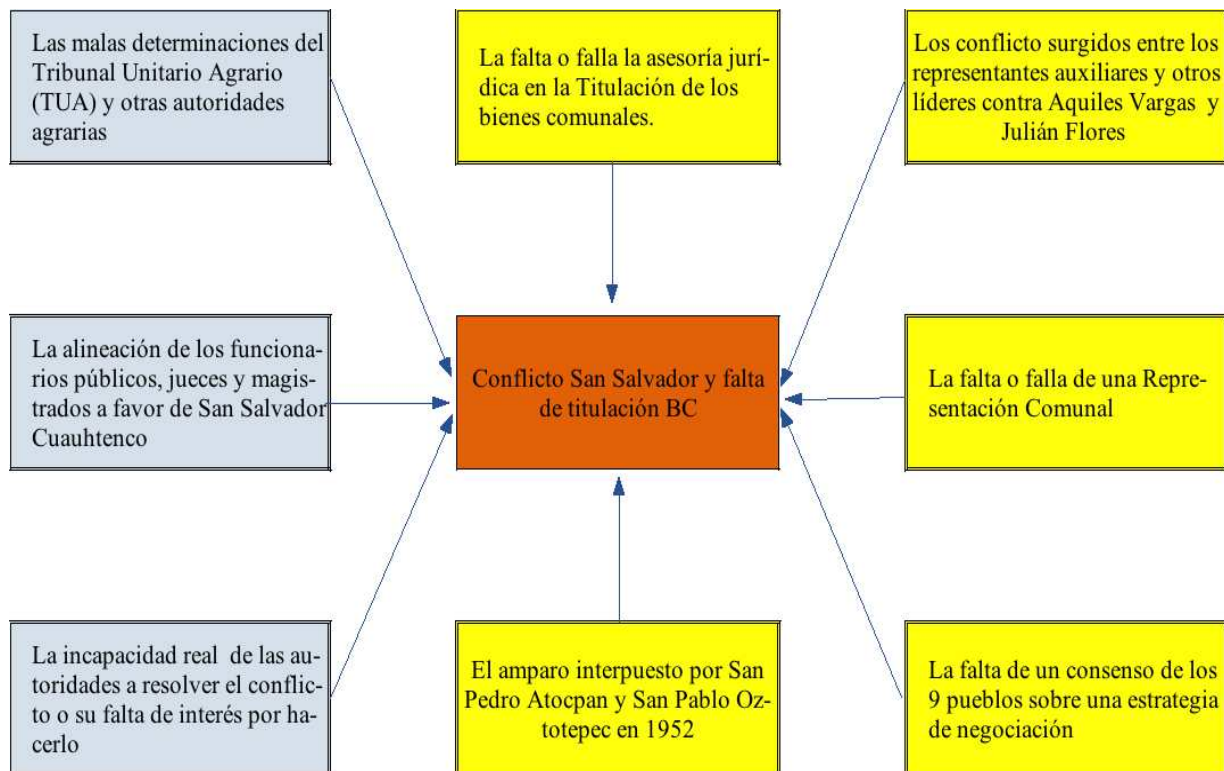 Las malas determinaciones del
Tribunal Unitario Agrario
(TUA) y otras autoridades
agrarias
La falta o falla la asesoría jurí-
dica en la Titulación de los
bienes comunales.
Los conflicto surgidos entre los
representantes auxiliares y otros
líderes contra Aquiles Vargas y
Julián Flores
La alineación de los funciona-
rios públicos, jueces y magis-
trados a favor de San Salvador
Cuauhtenco
Conflicto San Salvador y falta
de titulación BC
La falta o falla de una Repre-
sentación Comunal
La incapacidad real de las au-
toridades a resolver el conflic-
to o su falta de interés por ha-
cerlo
El amparo interpuesto por San
Pedro Atocpan y San Pablo Oz-
totepec en 1952
La falta de un consenso de los
9 pueblos sobre una estrategia
de negociación